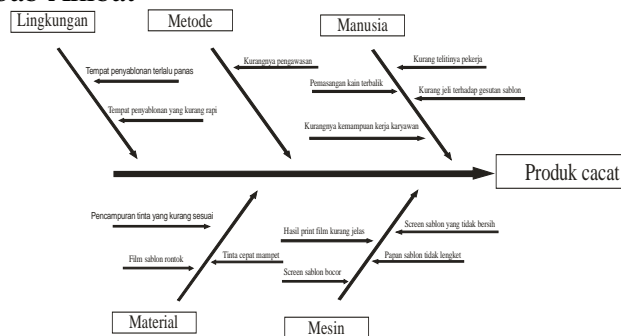 Lingkungan
Metode
Manusia
Tempat penyablonan terlalu panas
Tempat penyablonan yang kurang rapi
Kurangnya pengawasan
Kurang telitinya pekerja
Pemasangan kain terbalik
Kurang jeli terhadap gesutan sablon
Kurangnya kemampuan kerja karyawan
Produk cacat
Pencampuran tinta yang kurang sesuai
Film sablon rontok
Tinta cepat mampet
Hasil print film kurang jelas
Screen sablon yang tidak bersih
Papan sablon tidak lengket
Screen sablon bocor
Material
Mesin